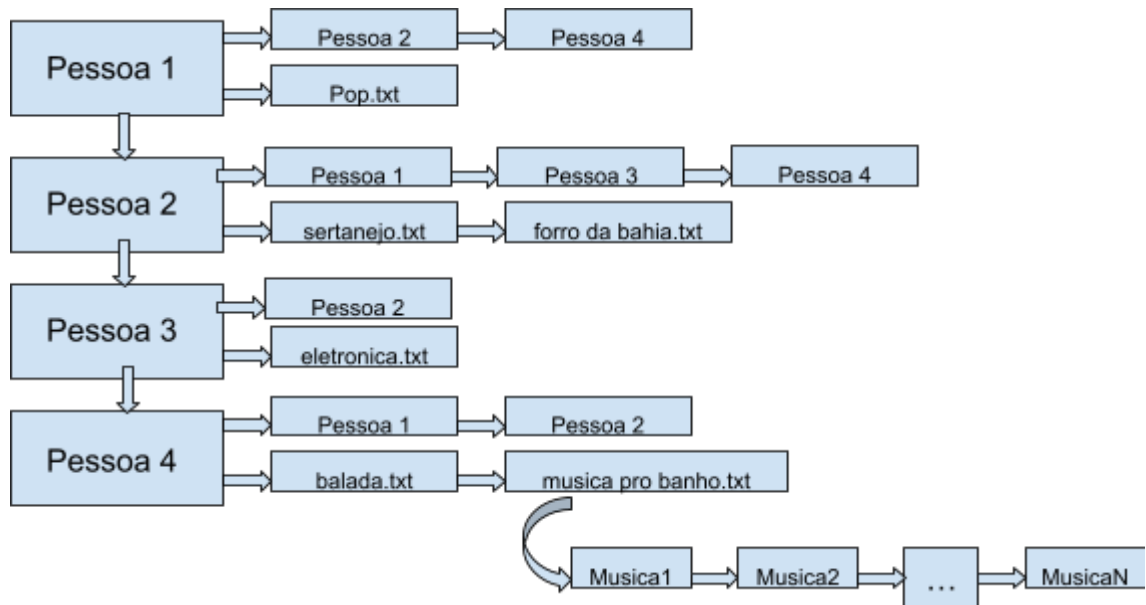 Pessoa 1
Pessoa 2
Pessoa 4
Pop.txt
Pessoa 2
Pessoa 1
Pessoa 3
Pessoa 4
sertanejo.txt
forro da bahia.txt
Pessoa 3
Pessoa 2
eletronica.txt
Pessoa 4
Pessoa 1
Pessoa 2
balada.txt
musica pro banho.txt
Musica1
Musica2
...
MusicaN